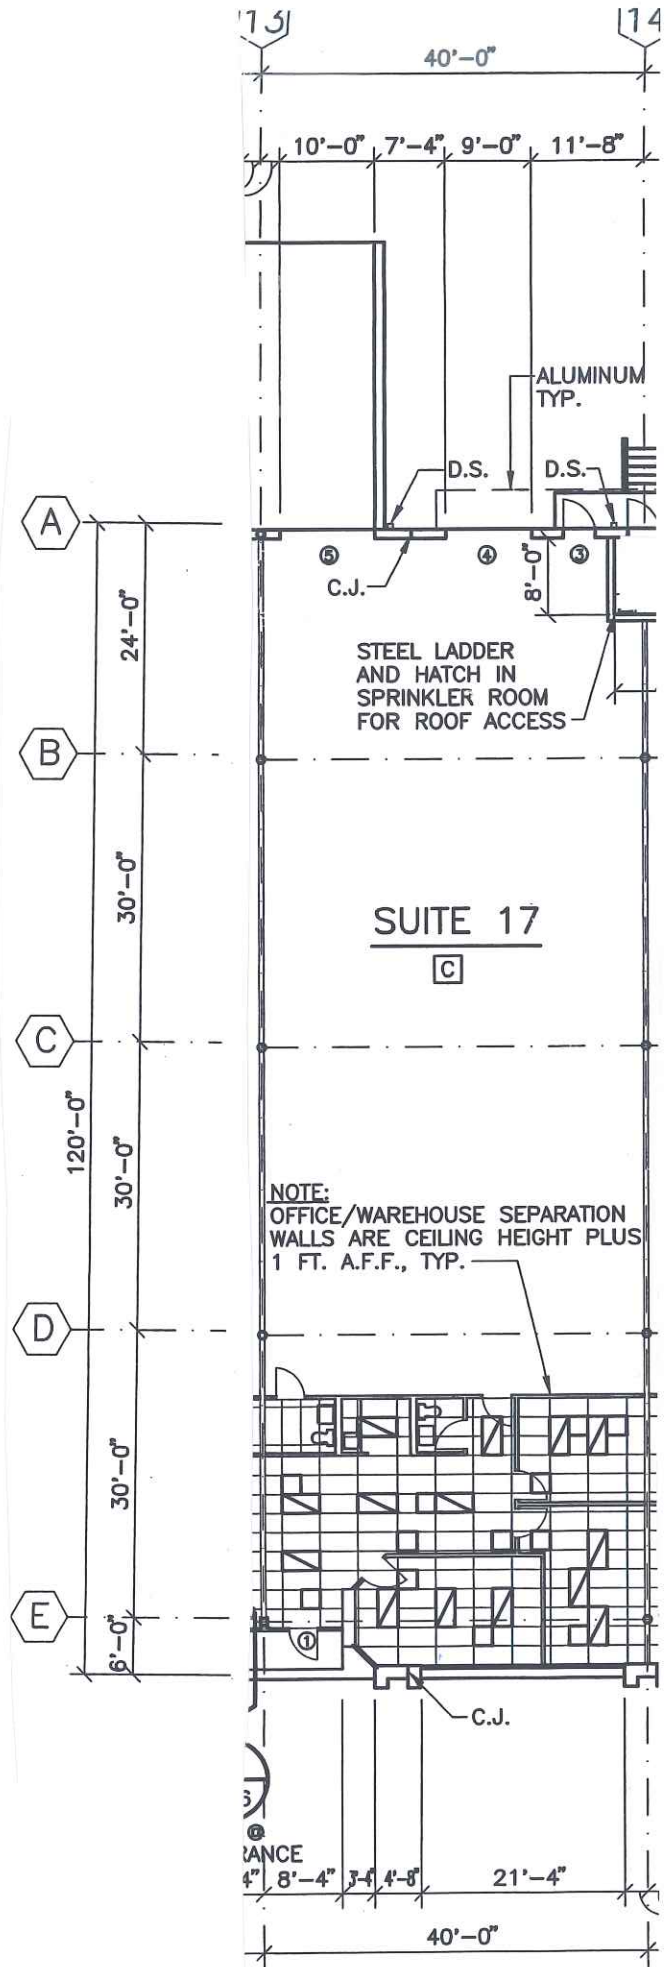 13
14
40'-0"
10'-0"
7'-4"
9'-0"
11'-8"
ALUMINUM
TYP.
D.S.
D.S.
A
5
4
3
C.J.
8'-0"
24'-0"
STEEL LADDER
AND HATCH IN
SPRINKLER ROOM
FOR ROOF ACCESS
B
30'-0"
SUITE 17
C
C
120'-0"
30'-0"
NOTE:
OFFICE/WAREHOUSE SEPARATION
WALLS ARE CEILING HEIGHT PLUS
1 FT. A.F.F., TYP.
D
30'-0"
E
6'-0"
1
C.J.
6
@
RANCE
4"
8'-4"
3'-4"
4'-8"
21'-4"
40'-0"